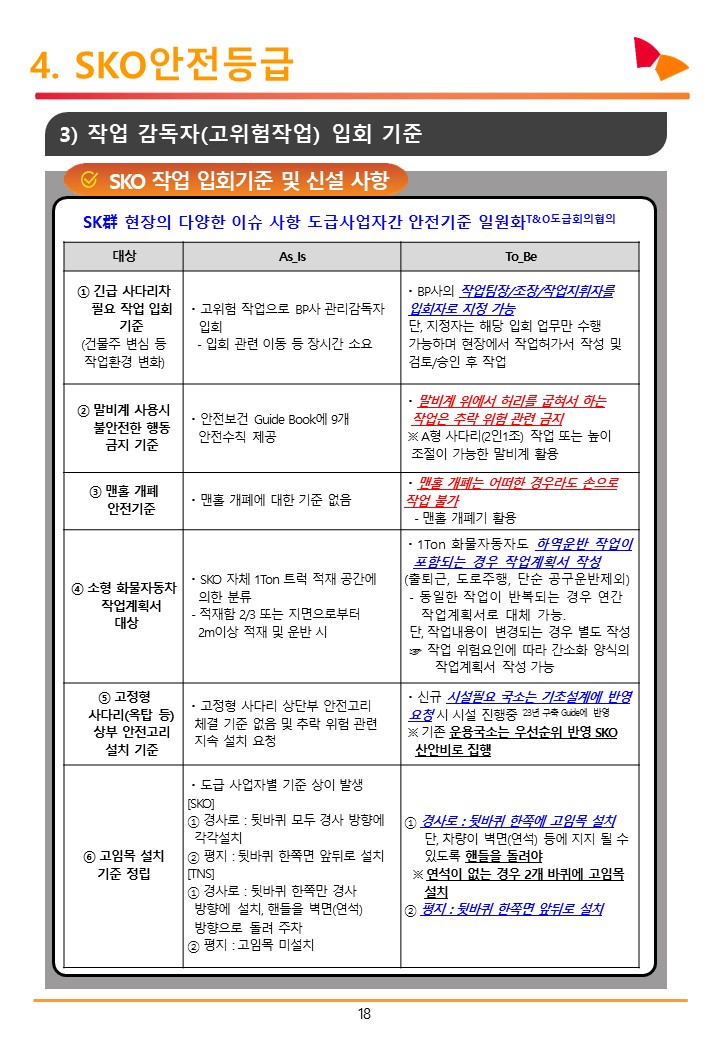 4. SKO안전등급
3) 작업 감독자(고위험작업) 입회 기준
SKO 작업 입회기준 및 신설 사항
SK群 현장의 다양한 이슈 사항 도급사업자간 안전기준 일원화T&O도급회의협의
대상
As_Is
To_Be
① 긴급 사다리차
필요 작업 입회
기준
(건물주 변심 등
작업환경 변화)
· 고위험 작업으로 BP사 관리감독자
입회
- 입회 관련 이동 등 장시간 소요
· BP사의 작업팀장/조장/작업지휘자를
입회자로 지정 가능
단, 지정자는 해당 입회 업무만 수행
가능하며 현장에서 작업허가서 작성 및
검토/승인 후 작업
② 말비계 사용시
불안전한 행동
금지 기준
· 안전보건 Guide Book에 9개
안전수칙 제공
· 말비계 위에서 허리를 굽혀서 하는
작업은 추락 위험 관련 금지
※ A형 사다리(2인1조) 작업 또는 높이
조절이 가능한 말비계 활용
③ 맨홀 개폐
안전기준
· 맨홀 개폐에 대한 기준 없음
· 맨홀 개폐는 어떠한 경우라도 손으로
작업 불가
- 맨홀 개폐기 활용
④ 소형 화물자동차
작업계획서
대상
· SKO 자체 1Ton 트럭 적재 공간에
의한 분류
- 적재함 2/3 또는 지면으로부터
2m이상 적재 및 운반 시
· 1Ton 화물자동차도 하역운반 작업이
포함되는 경우 작업계획서 작성
(출퇴근, 도로주행, 단순 공구운반제외)
- 동일한 작업이 반복되는 경우 연간
작업계획서로 대체 가능.
단, 작업내용이 변경되는 경우 별도 작성
☞ 작업 위험요인에 따라 간소화 양식의
작업계획서 작성 가능
⑤ 고정형
사다리(옥탑 등)
상부 안전고리
설치 기준
· 고정형 사다리 상단부 안전고리
체결 기준 없음 및 추락 위험 관련
지속 설치 요청
· 신규 시설필요 국소는 기초설계에 반영
요청 시 시설 진행중 '23년 구축 Guide에 반영
※ 기존 운용국소는 우선순위 반영 SKO
산안비로 집행
⑥ 고임목 설치
기준 정립
· 도급 사업자별 기준 상이 발생
[SKO]
① 경사로 : 뒷바퀴 모두 경사 방향에
각각설치
② 평지 : 뒷바퀴 한쪽면 앞뒤로 설치
[TNS]
① 경사로 : 뒷바퀴 한쪽만 경사
방향에 설치, 핸들을 벽면(연석)
방향으로 돌려 주자
② 평지 : 고임목 미설치
① 경사로 : 뒷바퀴 한쪽에 고임목 설치
단, 차량이 벽면(연석) 등에 지지 될 수
있도록 핸들을 돌려야
※ 연석이 없는 경우 2개 바퀴에 고임목
설치
② 평지 : 뒷바퀴 한쪽면 앞뒤로 설치
18